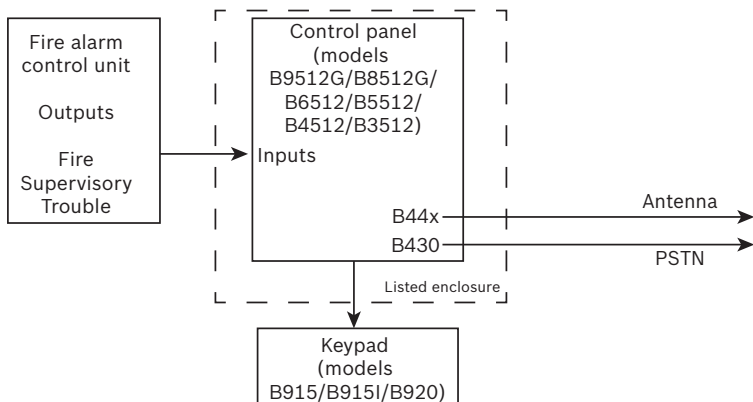 Fire alarm
control unit
Outputs
Fire
Supervisory
Trouble
Control panel
(models
B9512G/B8512G/
B6512/B5512/
B4512/B3512)
Inputs
B44x
B430
Antenna
PSTN
Listed enclosure
Keypad
(models
B915/B915I/B920)